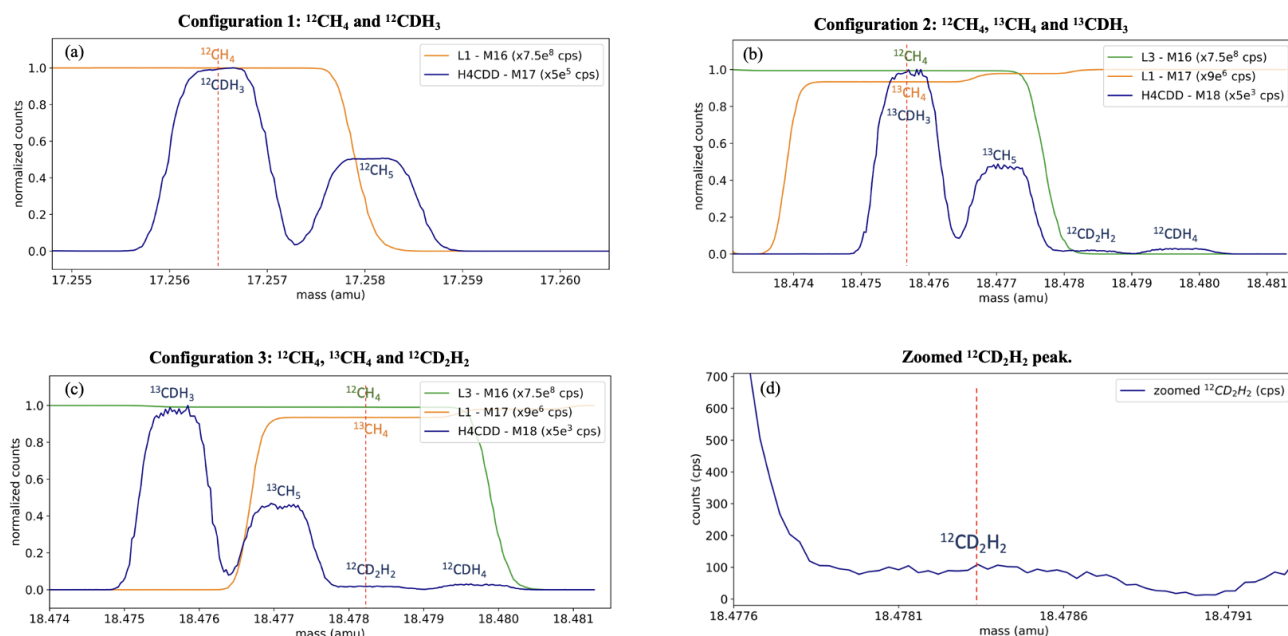 Configuration 1: ¹²CH₄ and ¹²CDH₃
(a)
¹²CH₄
¹²CDH₃
¹²CH₅
L1 - M16 (x7.5e⁸ cps)
H4CDD - M17 (x5e⁵ cps)
normalized counts
1.0
0.8
0.6
0.4
0.2
0.0
17.255 17.256 17.257 17.258 17.259 17.260
mass (amu)
Configuration 2: ¹²CH₄, ¹³CH₄ and ¹³CDH₃
(b)
¹²CH₄
¹³CH₄
¹³CDH₃
¹³CH₅
¹²CD₂H₂
¹²CDH₄
L3 - M16 (x7.5e⁸ cps)
L1 - M17 (x9e⁶ cps)
H4CDD - M18 (x5e³ cps)
normalized counts
1.0
0.8
0.6
0.4
0.2
0.0
18.474 18.475 18.476 18.477 18.478 18.479 18.480 18.481
mass (amu)
Configuration 3: ¹²CH₄, ¹³CH₄ and ¹²CD₂H₂
(c)
¹³CDH₃
¹²CH₄
¹³CH₄
¹³CH₅
¹²CD₂H₂
¹²CDH₄
L3 - M16 (x7.5e⁸ cps)
L1 - M17 (x9e⁶ cps)
H4CDD - M18 (x5e³ cps)
normalized counts
1.0
0.8
0.6
0.4
0.2
0.0
18.474 18.475 18.476 18.477 18.478 18.479 18.480 18.481
mass (amu)
Zoomed ¹²CD₂H₂ peak.
(d)
zoomed ¹²CD₂H₂ (cps)
¹²CD₂H₂
counts (cps)
700
600
500
400
300
200
100
0
18.4776 18.4781 18.4786 18.4791
mass (amu)